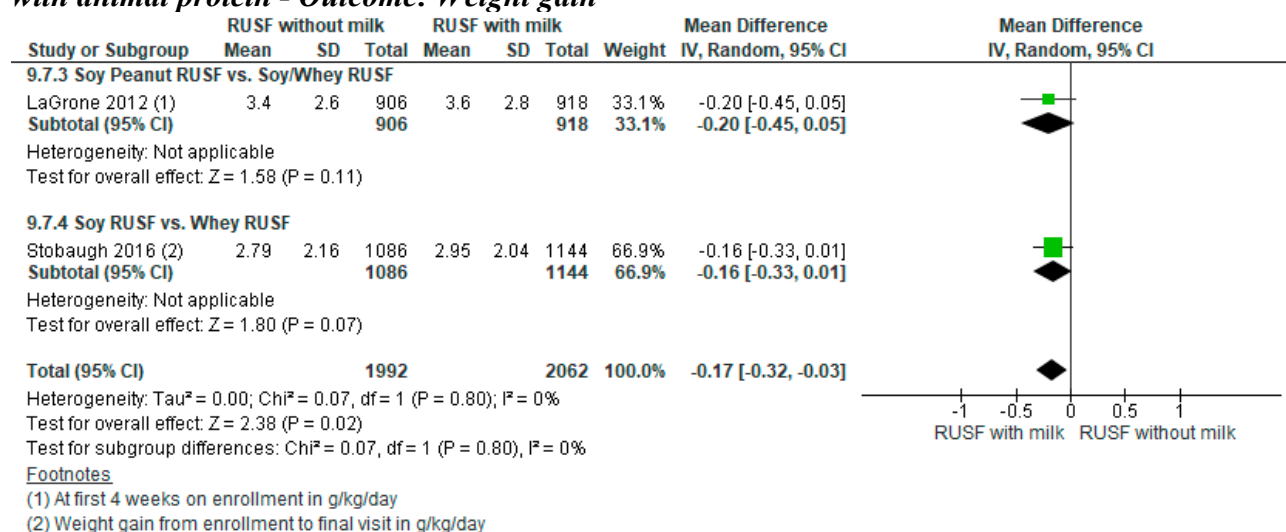 with animal protein - Outcome: Weight gain
RUSF without milk RUSF with milk Mean Difference Mean Difference
Study or Subgroup Mean SD Total Mean SD Total Weight IV, Random, 95% CI IV, Random, 95% CI
9.7.3 Soy Peanut RUSF vs. Soy/Whey RUSF
LaGrone 2012 (1) 3.4 2.6 906 3.6 2.8 918 33.1% -0.20 [-0.45, 0.05]
Subtotal (95% CI) 906 918 33.1% -0.20 [-0.45, 0.05]
Heterogeneity: Not applicable
Test for overall effect: Z = 1.58 (P = 0.11)
9.7.4 Soy RUSF vs. Whey RUSF
Stobaugh 2016 (2) 2.79 2.16 1086 2.95 2.04 1144 66.9% -0.16 [-0.33, 0.01]
Subtotal (95% CI) 1086 1144 66.9% -0.16 [-0.33, 0.01]
Heterogeneity: Not applicable
Test for overall effect: Z = 1.80 (P = 0.07)
Total (95% CI) 1992 2062 100.0% -0.17 [-0.32, -0.03]
Heterogeneity: Tau² = 0.00; Chi² = 0.07, df = 1 (P = 0.80); I² = 0%
Test for overall effect: Z = 2.38 (P = 0.02)
Test for subgroup differences: Chi² = 0.07, df = 1 (P = 0.80), I² = 0%
-1 -0.5 0 0.5 1
RUSF with milk RUSF without milk
Footnotes
(1) At first 4 weeks on enrollment in g/kg/day
(2) Weight gain from enrollment to final visit in g/kg/day